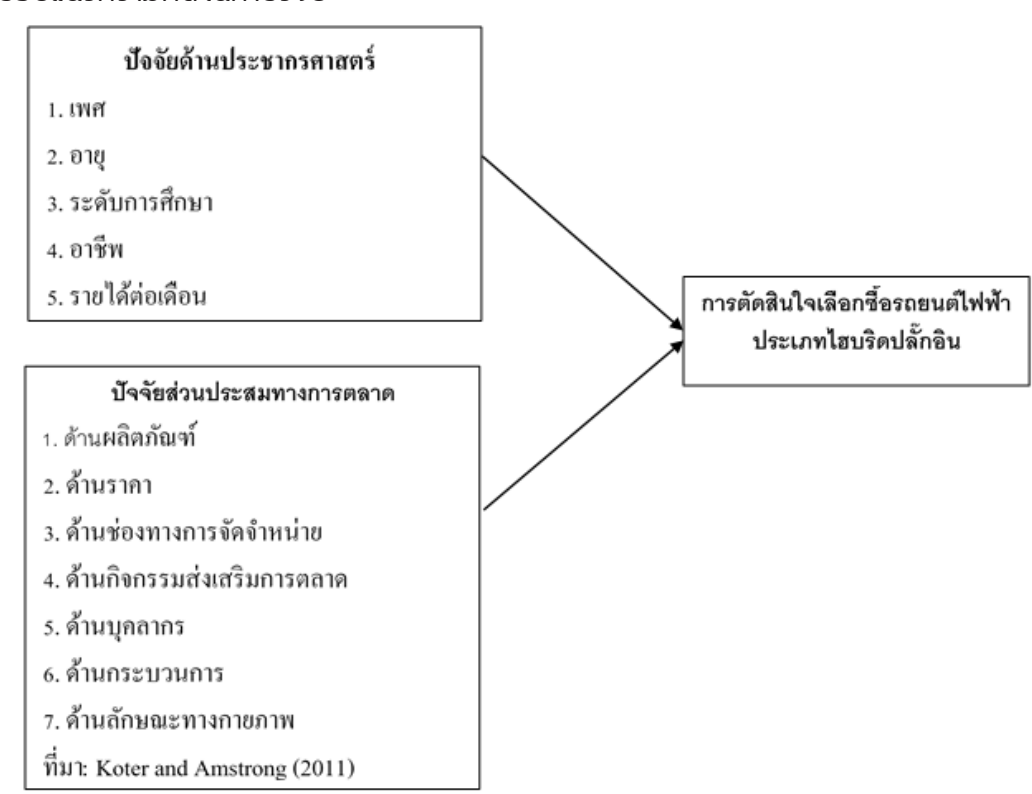 ปัจจัยด้านประชากรศาสตร์
1. เพศ
2. อายุ
3. ระดับการศึกษา
4. อาชีพ
5. รายได้ต่อเดือน
การตัดสินใจเลือกซื้อรถยนต์ไฟฟ้า
ประเภทไฮบริดปลั๊กอิน
ปัจจัยส่วนประสมทางการตลาด
1. ด้านผลิตภัณฑ์
2. ด้านราคา
3. ด้านช่องทางการจัดจำหน่าย
4. ด้านกิจกรรมส่งเสริมการตลาด
5. ด้านบุคลากร
6. ด้านกระบวนการ
7. ด้านลักษณะทางกายภาพ
ที่มา: Koter and Amstrong (2011)